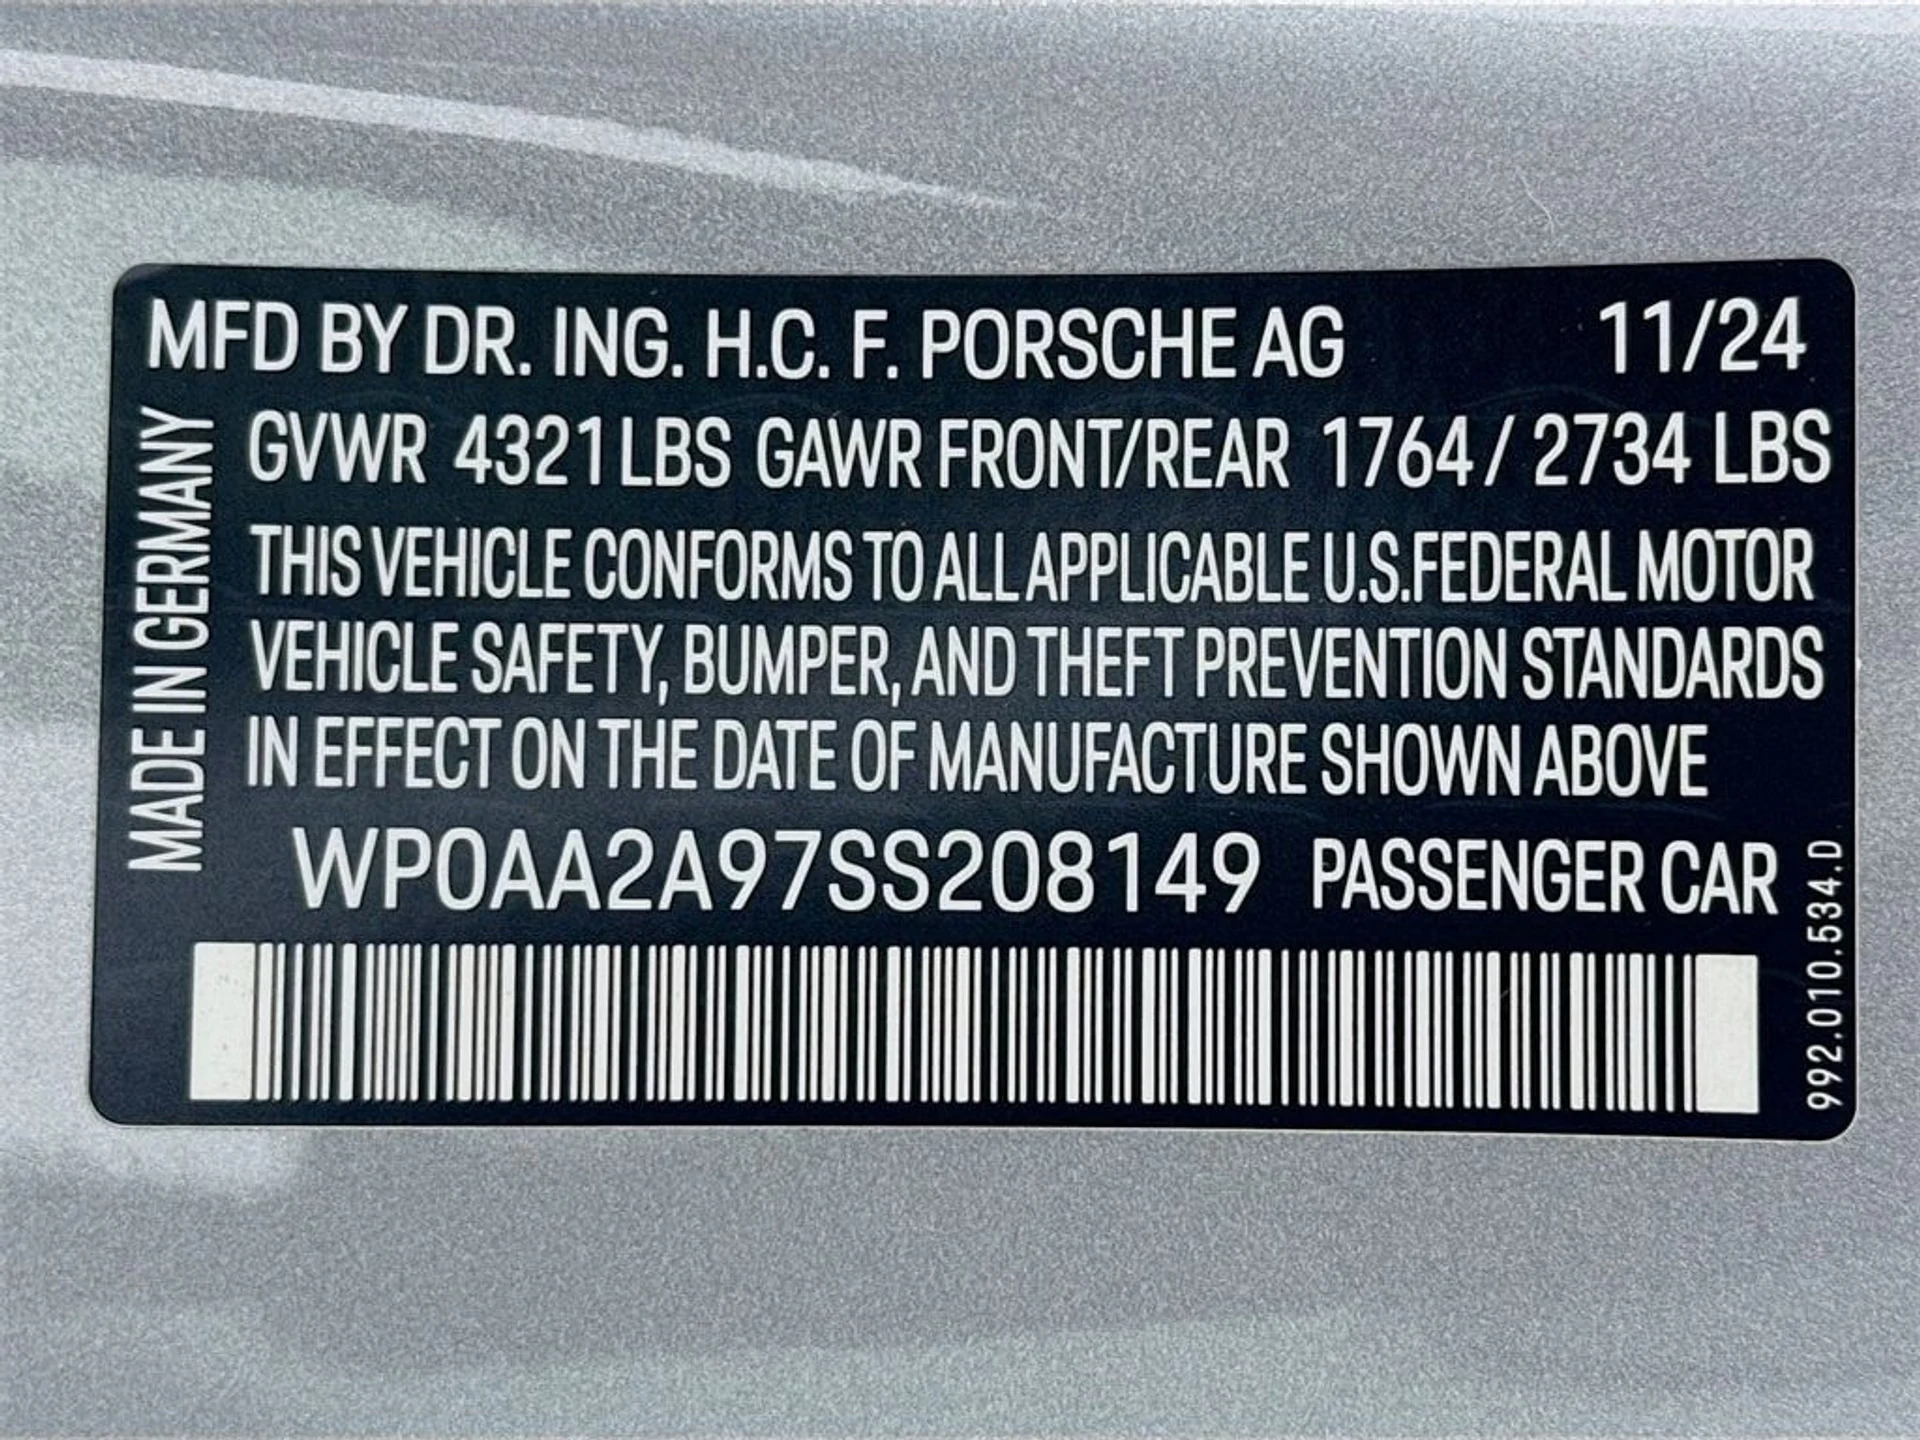 MFD BY DR. ING. H.C. F. PORSCHE AG 11/24
GVWR 4321 LBS GAWR FRONT/REAR 1764 / 2734 LBS
THIS VEHICLE CONFORMS TO ALL APPLICABLE U.S.FEDERAL MOTOR
VEHICLE SAFETY, BUMPER, AND THEFT PREVENTION STANDARDS
IN EFFECT ON THE DATE OF MANUFACTURE SHOWN ABOVE
WP0AA2A97SS208149 PASSENGER CAR
MADE IN GERMANY
992.010.534.D